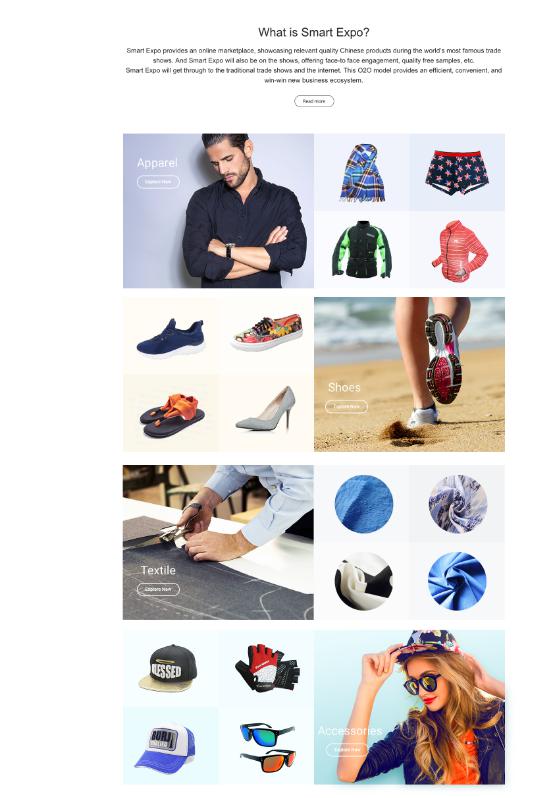 What is Smart Expo?
Smart Expo provides an online marketplace, showcasing relevant quality Chinese products during the world's most famous trade
shows. And Smart Expo will also be on the shows, offering face-to face engagement, quality free samples, etc.
Smart Expo will get through to the traditional trade shows and the internet. This O2O model provides an efficient, convenient, and
win-win new business ecosystem.
Read more
Apparel
Explore Now
Shoes
Explore Now
Textile
Explore Now
BLESSED
Accessories
Explore Now